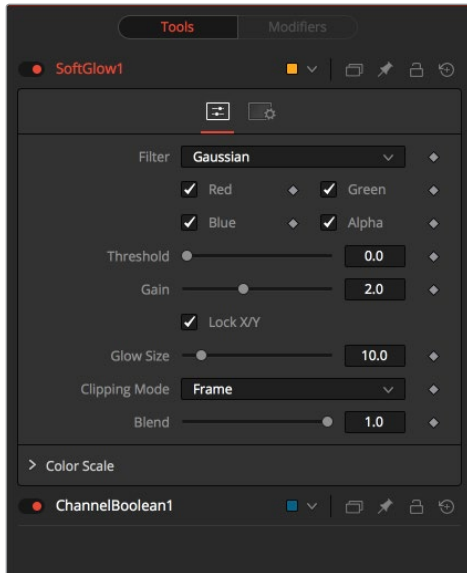 Tools Modifiers
SoftGlow1
Filter Gaussian
Red Green
Blue Alpha
Threshold 0.0
Gain 2.0
Lock X/Y
Glow Size 10.0
Clipping Mode Frame
Blend 1.0
Color Scale
ChannelBoolean1